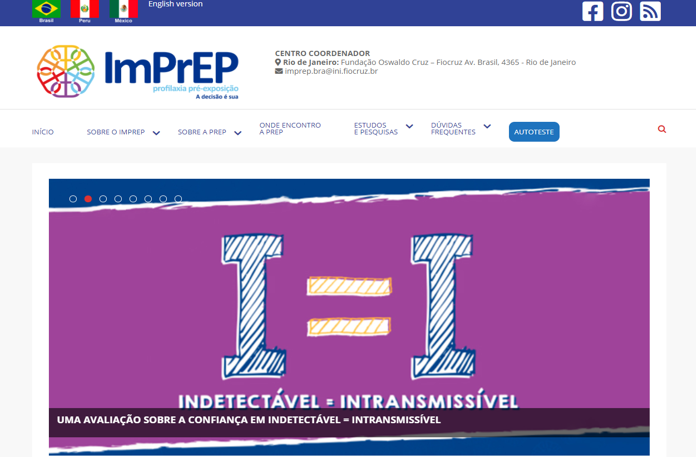 English version
Brasil Peru México
ImPrEP
profilaxia pré-exposição
A decisão é sua
CENTRO COORDENADOR
Rio de Janeiro: Fundação Oswaldo Cruz – Fiocruz Av. Brasil, 4365 - Rio de Janeiro
imprep.bra@ini.fiocruz.br
INÍCIO
SOBRE O IMPREP
SOBRE A PREP
ONDE ENCONTRO
A PREP
ESTUDOS
E PESQUISAS
DÚVIDAS
FREQUENTES
AUTOTESTE
I = I
INDETECTÁVEL = INTRANSMISSÍVEL
UMA AVALIAÇÃO SOBRE A CONFIANÇA EM INDETECTÁVEL = INTRANSMISSÍVEL